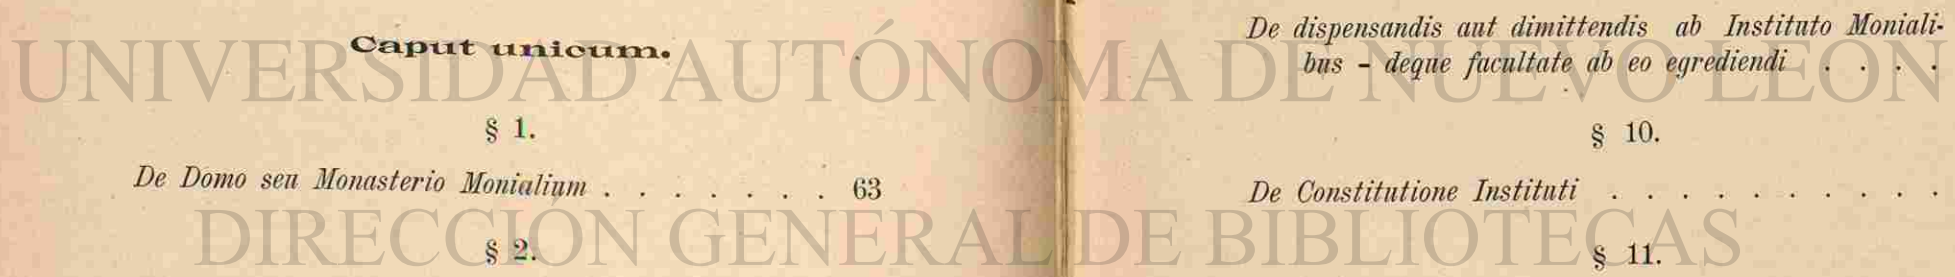 Caput unicum.
§ 1.
De Domo seu Monasterio Monialium . . . . . . . 63
§ 2.
De dispensandis aut dimittendis ab Instituto Moniali-
bus - deque facultate ab eo egrediendi . . . .
§ 10.
De Constitutione Instituti . . . . . . . . . .
§ 11.
UNIVERSIDAD AUTÓNOMA DE NUEVO LEÓN
DIRECCIÓN GENERAL DE BIBLIOTECAS